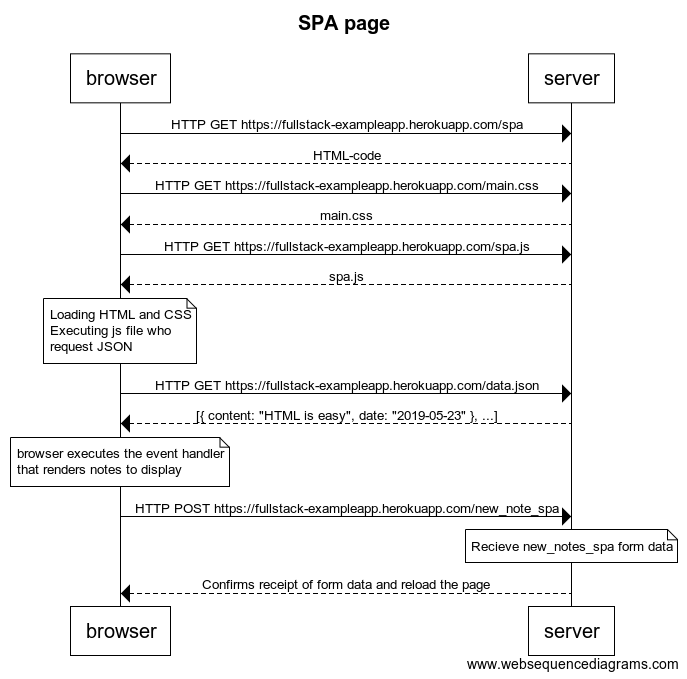 SPA page
browser
server
HTTP GET https://fullstack-exampleapp.herokuapp.com/spa
HTML-code
HTTP GET https://fullstack-exampleapp.herokuapp.com/main.css
main.css
HTTP GET https://fullstack-exampleapp.herokuapp.com/spa.js
spa.js
Loading HTML and CSS
Executing js file who
request JSON
HTTP GET https://fullstack-exampleapp.herokuapp.com/data.json
[{ content: "HTML is easy", date: "2019-05-23" }, ...]
browser executes the event handler
that renders notes to display
HTTP POST https://fullstack-exampleapp.herokuapp.com/new_note_spa
Recieve new_notes_spa form data
Confirms receipt of form data and reload the page
browser
server
www.websequencediagrams.com